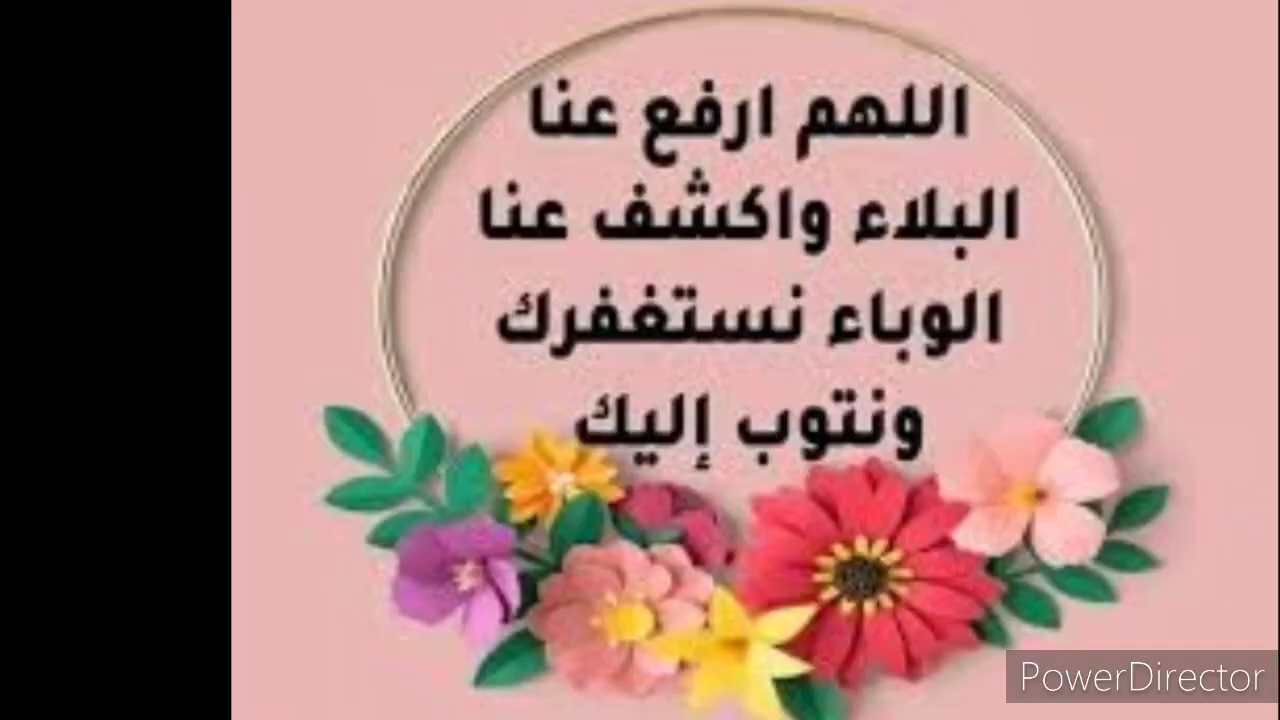 اللهم ارفع عنا
البلاء واكشف عنا
الوباء نستغفرك
ونتوب إليك
PowerDirector